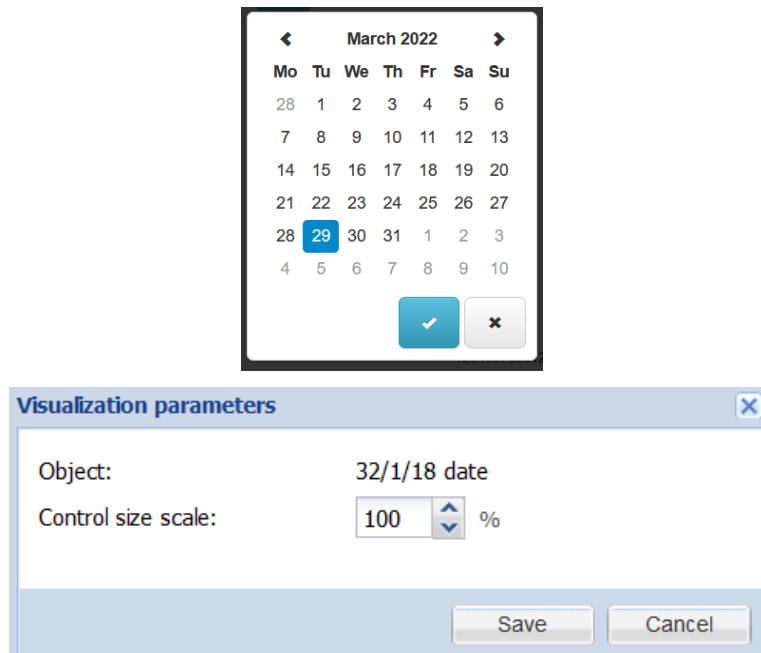 March 2022
Mo Tu We Th Fr Sa Su
28 1 2 3 4 5 6
7 8 9 10 11 12 13
14 15 16 17 18 19 20
21 22 23 24 25 26 27
28 29 30 31 1 2 3
4 5 6 7 8 9 10
Visualization parameters
Object: 32/1/18 date
Control size scale: 100 %
Save Cancel